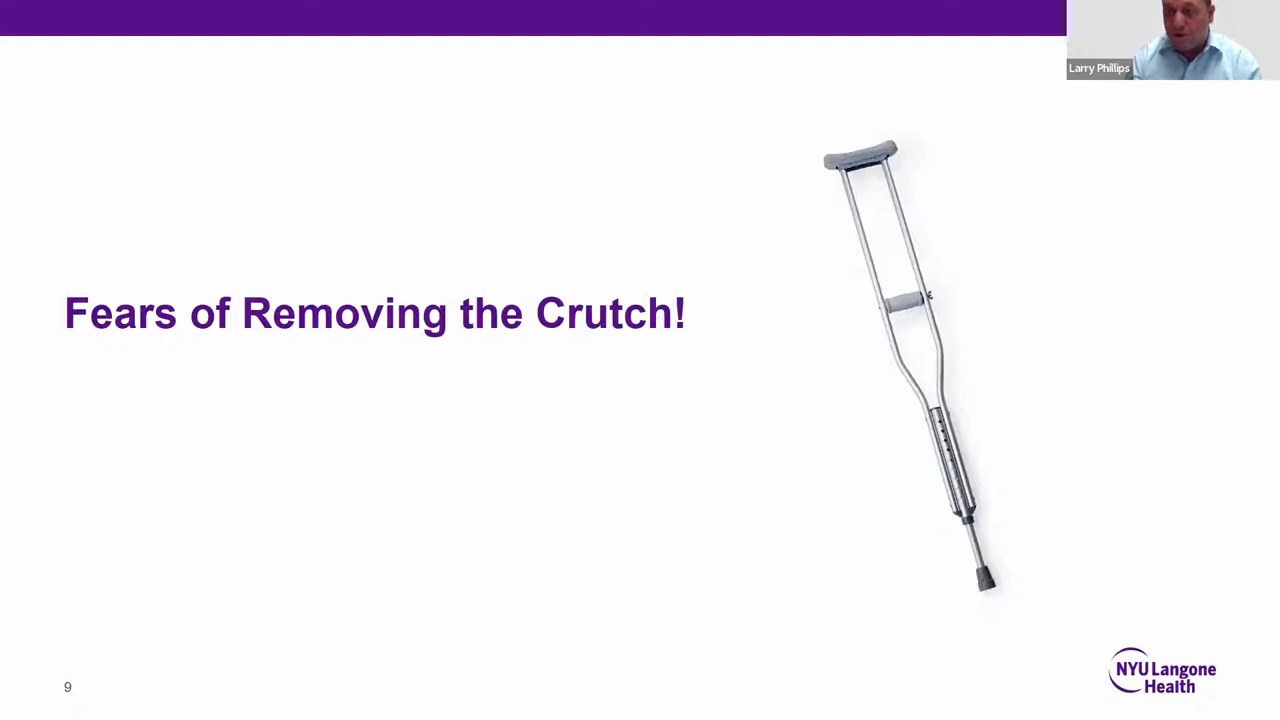 Larry Phillips
Fears of Removing the Crutch!
9
NYU Langone
Health